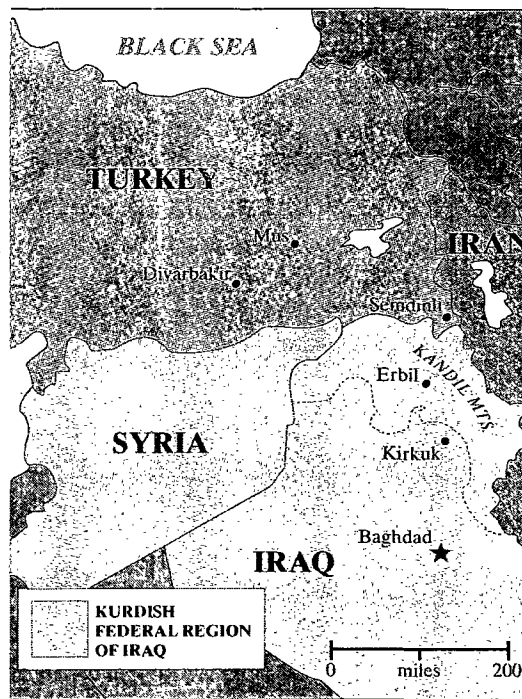 BLACK SEA
TURKEY
Mus
IRAN
Diyarbakir
Semdinli
KANDIL MTS.
Erbil
SYRIA
Kirkuk
Baghdad
IRAQ
KURDISH
FEDERAL REGION
OF IRAQ
0 miles 200